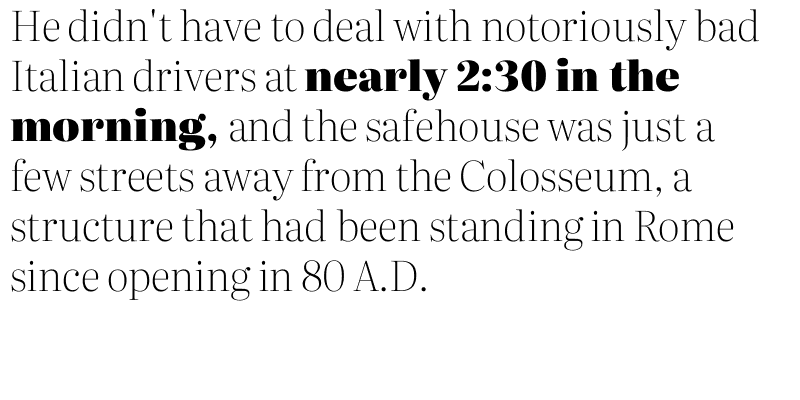 He didn't have to deal with notoriously bad
Italian drivers at nearly 2:30 in the
morning, and the safehouse was just a
few streets away from the Colosseum, a
structure that had been standing in Rome
since opening in 80 A.D.